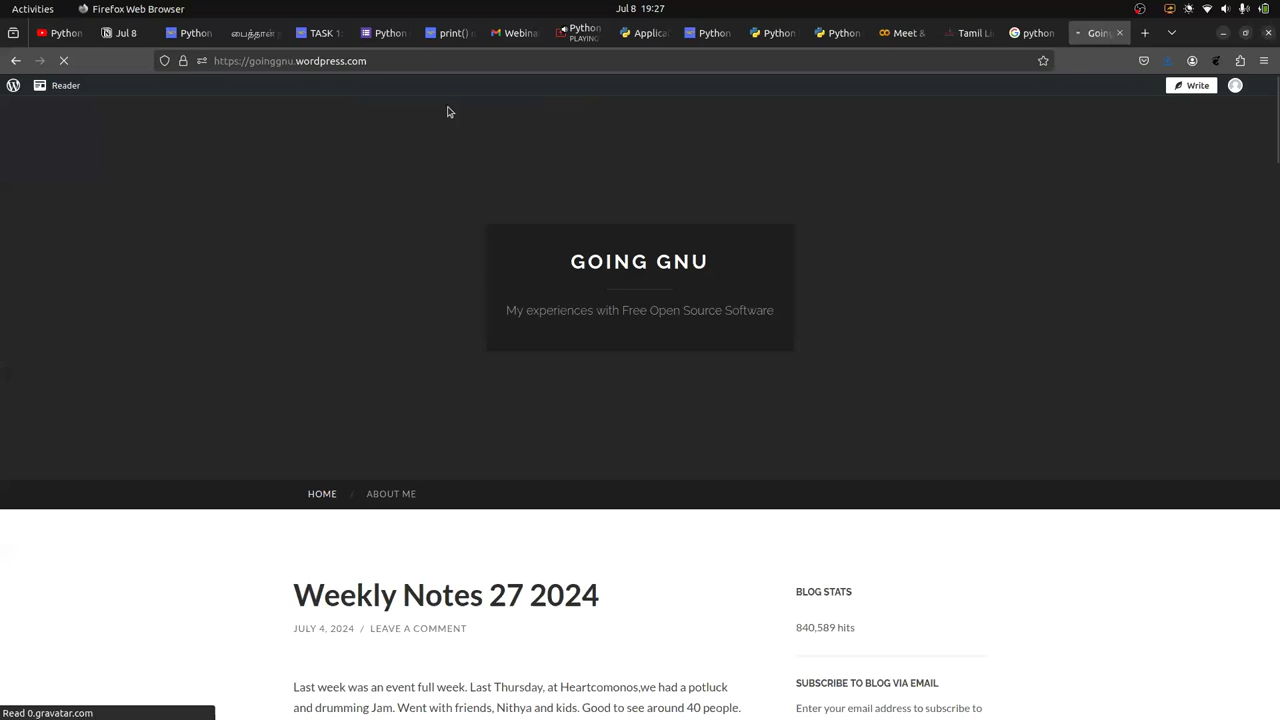 Activities Firefox Web Browser Jul 8 19:27
Python Jul 8 Python பைத்தான் TASK 1: Python print() Webina Python PLAYING Applica Python Python Python Meet & Tamil Li python Going
https://goinggnu.wordpress.com
Reader Write
GOING GNU
My experiences with Free Open Source Software
HOME / ABOUT ME
Weekly Notes 27 2024
JULY 4, 2024 / LEAVE A COMMENT
Last week was an event full week. Last Thursday, at Heartcomonos,we had a potluck
and drumming Jam. Went with friends, Nithya and kids. Good to see around 40 people.
BLOG STATS
840,589 hits
SUBSCRIBE TO BLOG VIA EMAIL
Enter your email address to subscribe to
Read 0.gravatar.com